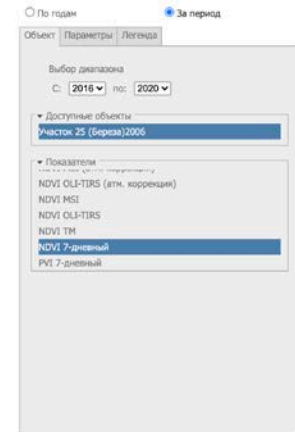 По годам За период
Объект Параметры Легенда
Выбор диапазона
С: 2016 по: 2020
Доступные объекты
Участок 25 (Береза)2006
Показатели
NDVI OLI-TIRS (атм. коррекция)
NDVI MSI
NDVI OLI-TIRS
NDVI TM
NDVI 7-дневный
PVI 7-дневный